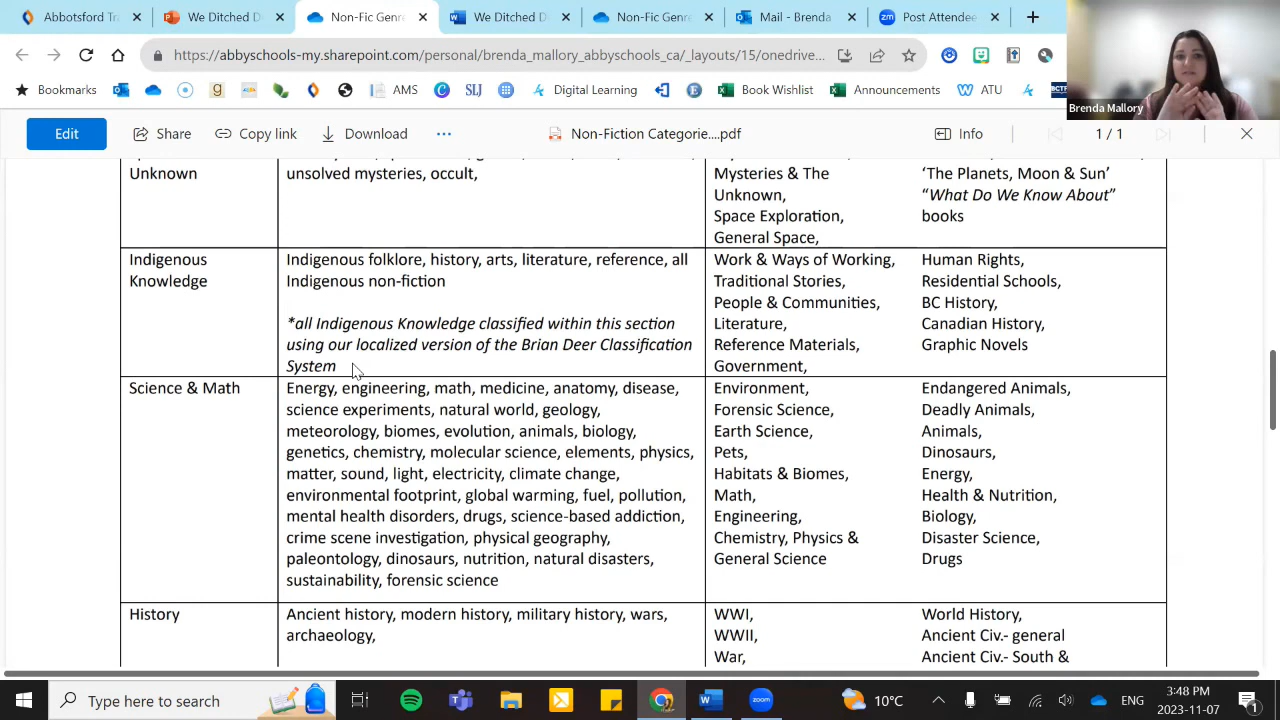 Abbotsford Tra
We Ditched D
Non-Fic Genre
We Ditched D
Non-Fic Genre
Mail - Brenda
Post Attendee
https://abbyschools-my.sharepoint.com/personal/brenda_mallory_abbyschools_ca/_layouts/15/onedrive...
Bookmarks
AMS
SLJ
Digital Learning
Book Wishlist
Announcements
ATU
BCTF
Brenda Mallory
Edit
Share
Copy link
Download
Non-Fiction Categorie....pdf
Info
1 / 1
Unknown
unsolved mysteries, occult,
Mysteries & The
Unknown,
Space Exploration,
General Space,
‘The Planets, Moon & Sun’
“What Do We Know About”
books
Indigenous
Knowledge
Indigenous folklore, history, arts, literature, reference, all
Indigenous non-fiction
*all Indigenous Knowledge classified within this section
using our localized version of the Brian Deer Classification
System
Work & Ways of Working,
Traditional Stories,
People & Communities,
Literature,
Reference Materials,
Government,
Human Rights,
Residential Schools,
BC History,
Canadian History,
Graphic Novels
Science & Math
Energy, engineering, math, medicine, anatomy, disease,
science experiments, natural world, geology,
meteorology, biomes, evolution, animals, biology,
genetics, chemistry, molecular science, elements, physics,
matter, sound, light, electricity, climate change,
environmental footprint, global warming, fuel, pollution,
mental health disorders, drugs, science-based addiction,
crime scene investigation, physical geography,
paleontology, dinosaurs, nutrition, natural disasters,
sustainability, forensic science
Environment,
Forensic Science,
Earth Science,
Pets,
Habitats & Biomes,
Math,
Engineering,
Chemistry, Physics &
General Science
Endangered Animals,
Deadly Animals,
Animals,
Dinosaurs,
Energy,
Health & Nutrition,
Biology,
Disaster Science,
Drugs
History
Ancient history, modern history, military history, wars,
archaeology,
WWI,
WWII,
War,
World History,
Ancient Civ.- general
Ancient Civ.- South &
Type here to search
10°C
ENG
3:48 PM
2023-11-07